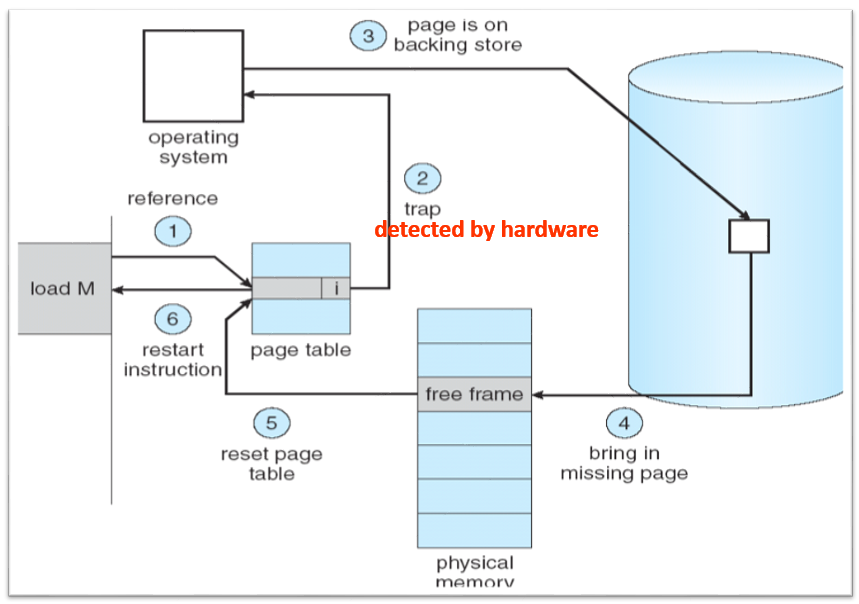 3
page is on
backing store
operating
system
reference
1
2
trap
detected by hardware
load M
i
6
restart
instruction
page table
free frame
5
reset page
table
4
bring in
missing page
physical
memory